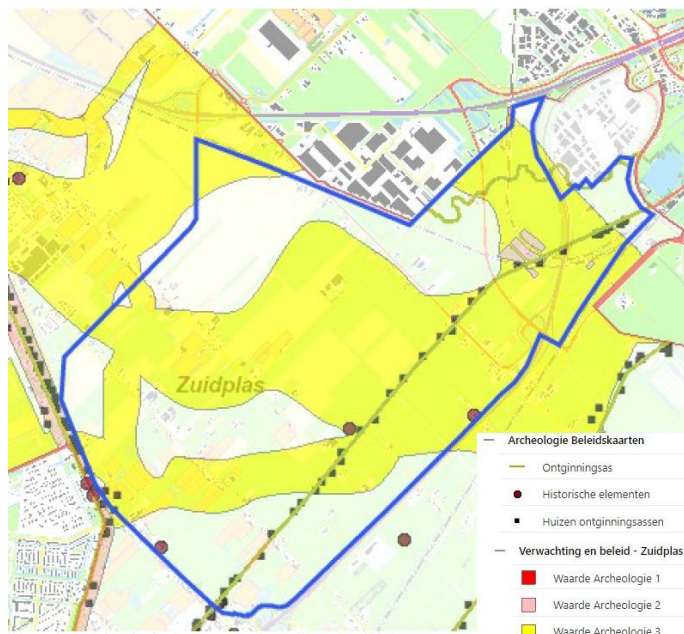 Zuidplas
Archeologie Beleidskaarten
Ontginningsas
Historische elementen
Huizen ontginningsassen
Verwachting en beleid - Zuidplas
Waarde Archeologie 1
Waarde Archeologie 2
Waarde Archeologie 3